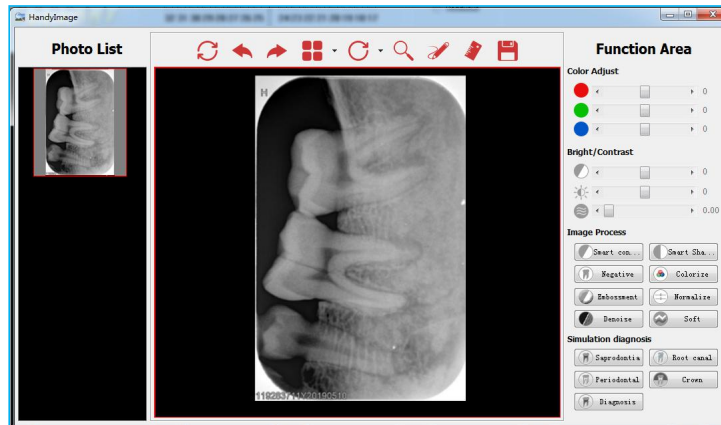 HandyImage
Photo List
Function Area
Color Adjust
0
0
0
Bright/Contrast
0
0
0.00
Image Process
Smart con...
Smart Sha...
Negative
Colorize
Embossment
Normalize
Denoise
Soft
Simulation diagnosis
Saprodontia
Root canal
Periodontal
Crown
Diagnosis
H